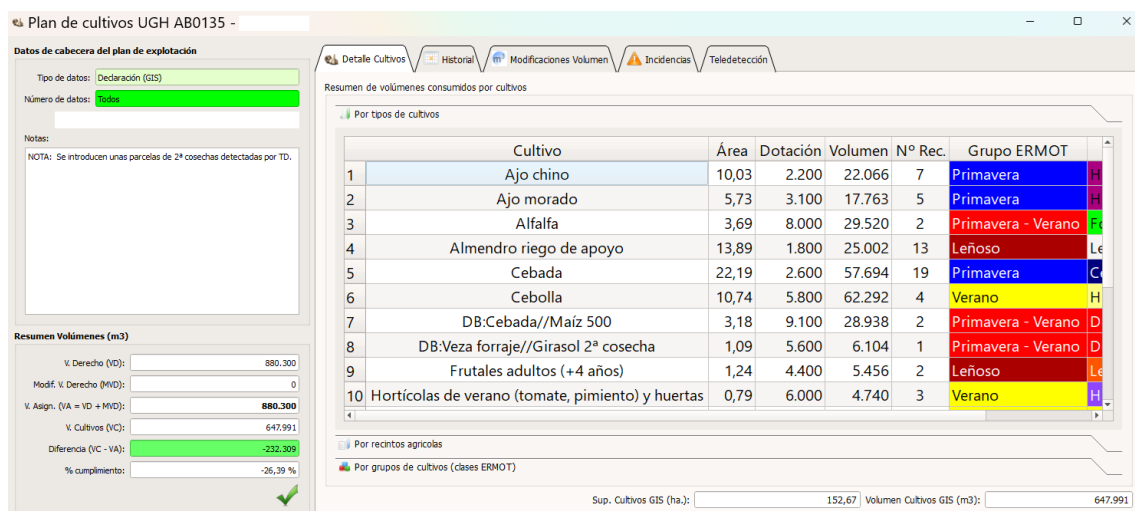 Plan de cultivos UGH AB0135 -
Datos de cabecera del plan de explotación
Tipo de datos: Declaración (GIS)
Número de datos: Todos
Notas:
NOTA: Se introducen unas parcelas de 2ª cosechas detectadas por TD.
Resumen Volúmenes (m3)
V. Derecho (VD): 880.300
Modif. V. Derecho (MVD): 0
V. Asign. (VA = VD + MVD): 880.300
V. Cultivos (VC): 647.991
Diferencia (VC - VA): -232.309
% cumplimiento: -26,39 %
Detalle Cultivos Historial Modificaciones Volumen Incidencias Teledetección
Resumen de volúmenes consumidos por cultivos
Por tipos de cultivos
Cultivo Área Dotación Volumen Nº Rec. Grupo ERMOT
1 Ajo chino 10,03 2.200 22.066 7 Primavera H
2 Ajo morado 5,73 3.100 17.763 5 Primavera H
3 Alfalfa 3,69 8.000 29.520 2 Primavera - Verano Fo
4 Almendro riego de apoyo 13,89 1.800 25.002 13 Leñoso Le
5 Cebada 22,19 2.600 57.694 19 Primavera C
6 Cebolla 10,74 5.800 62.292 4 Verano H
7 DB:Cebada//Maíz 500 3,18 9.100 28.938 2 Primavera - Verano D
8 DB:Veza forraje//Girasol 2ª cosecha 1,09 5.600 6.104 1 Primavera - Verano D
9 Frutales adultos (+4 años) 1,24 4.400 5.456 2 Leñoso Le
10 Hortícolas de verano (tomate, pimiento) y huertas 0,79 6.000 4.740 3 Verano H
Por recintos agricolas
Por grupos de cultivos (clases ERMOT)
Sup. Cultivos GIS (ha.): 152,67 Volumen Cultivos GIS (m3): 647.991